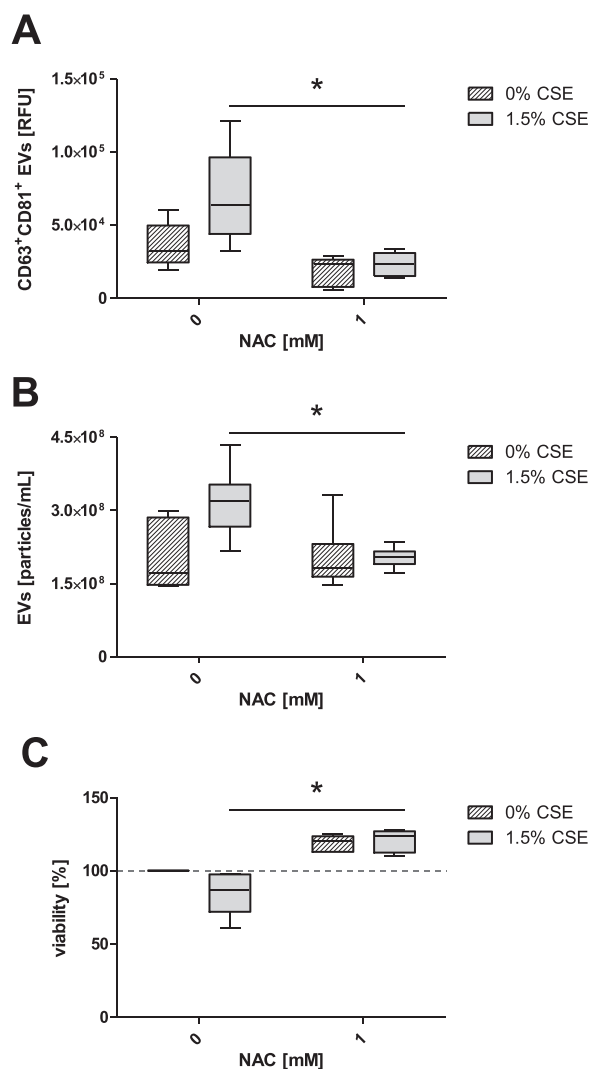 A
CD63⁺CD81⁺ EVs [RFU]
1.5×10⁵
1.0×10⁵
5.0×10⁴
0
*
0% CSE
1.5% CSE
0
1
NAC [mM]
B
EVs [particles/mL]
4.5×10⁸
3.0×10⁸
1.5×10⁸
0
*
0% CSE
1.5% CSE
0
1
NAC [mM]
C
viability [%]
150
100
50
0
*
0% CSE
1.5% CSE
0
1
NAC [mM]